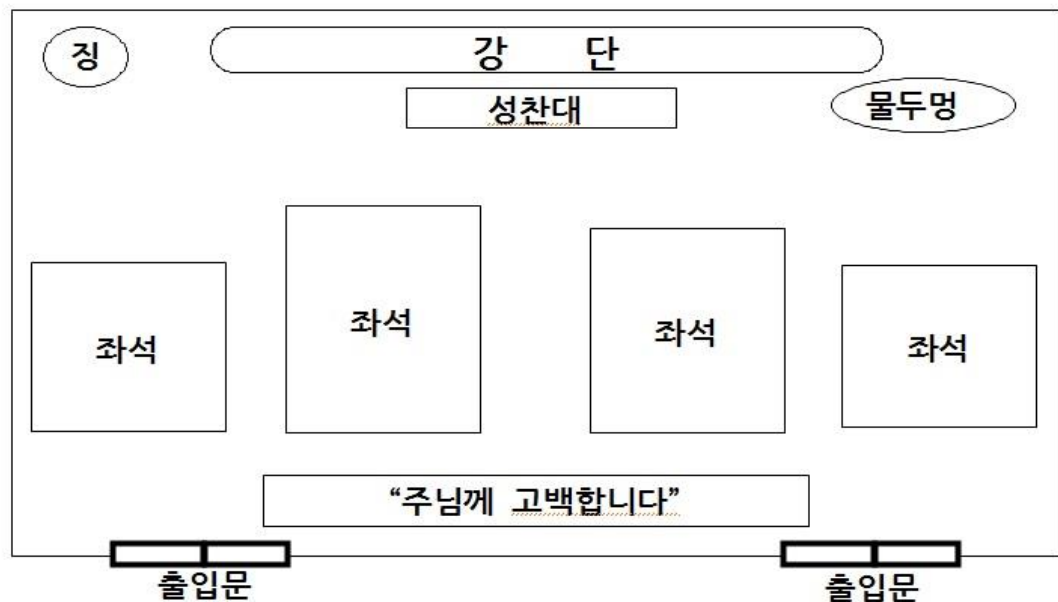 징
강 단
성찬대
물두멍
좌석
좌석
좌석
좌석
“주님께 고백합니다”
출입문
출입문